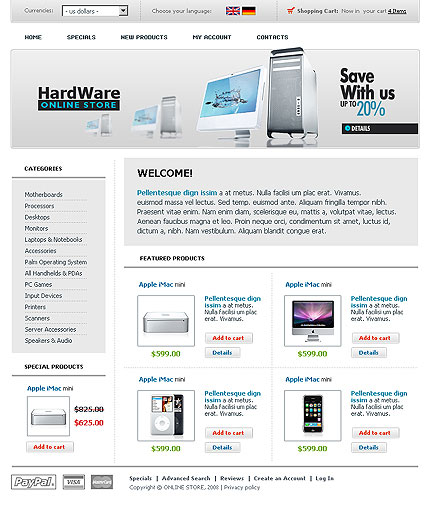 Currencies: - us dollars - Choose your language: Shopping Cart: Now in your cart 4 Items
HOME SPECIALS NEW PRODUCTS MY ACCOUNT CONTACTS
HardWare
ONLINE STORE
Save
With us
UP TO 20%
DETAILS
CATEGORIES
Motherboards
Processors
Desktops
Monitors
Laptops & Notebooks
Accessories
Palm Operating System
All Handhelds & PDAs
PC Games
Input Devices
Printers
Scanners
Server Accessories
Speakers & Audio
SPECIAL PRODUCTS
Apple iMac mini
$825.00
$625.00
Add to cart
WELCOME!
Pellentesque dign issim a at metus. Nulla facilisi um plac erat. Vivamus.
euismod massa vel lectus. Sed temp. euismod ante. Aliquam fringilla tempor nibh.
Praesent vitae enim. Nam enim diam, scelerisque eu, mattis a, volutpat vitae, lectus.
Aenean faucibus magna et leo. Proin neque orci, condimentum sit amet, luctus id,
dictum a, nibh. Nam vestibulum. Aliquam blandit congue erat.
FEATURED PRODUCTS
Apple iMac mini
Pellentesque dign
issim a at metus.
Nulla facilisi um plac
erat. Vivamus.
Add to cart
$599.00 Details
Apple iMac mini
Pellentesque dign
issim a at metus.
Nulla facilisi um plac
erat. Vivamus.
Add to cart
$599.00 Details
Apple iMac mini
Pellentesque dign
issim a at metus.
Nulla facilisi um plac
erat. Vivamus.
Add to cart
$599.00 Details
Apple iMac mini
Pellentesque dign
issim a at metus.
Nulla facilisi um plac
erat. Vivamus.
Add to cart
$599.00 Details
PayPal VISA MasterCard
Specials | Advanced Search | Reviews | Create an Account | Log In
Copyright © ONLINE STORE, 2008 | Privacy policy